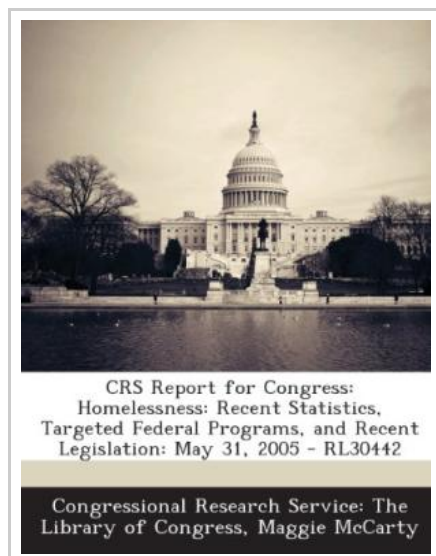 CRS Report for Congress:
Homelessness: Recent Statistics,
Targeted Federal Programs, and Recent
Legislation: May 31, 2005 - RL30442
Congressional Research Service: The
Library of Congress, Maggie McCarty